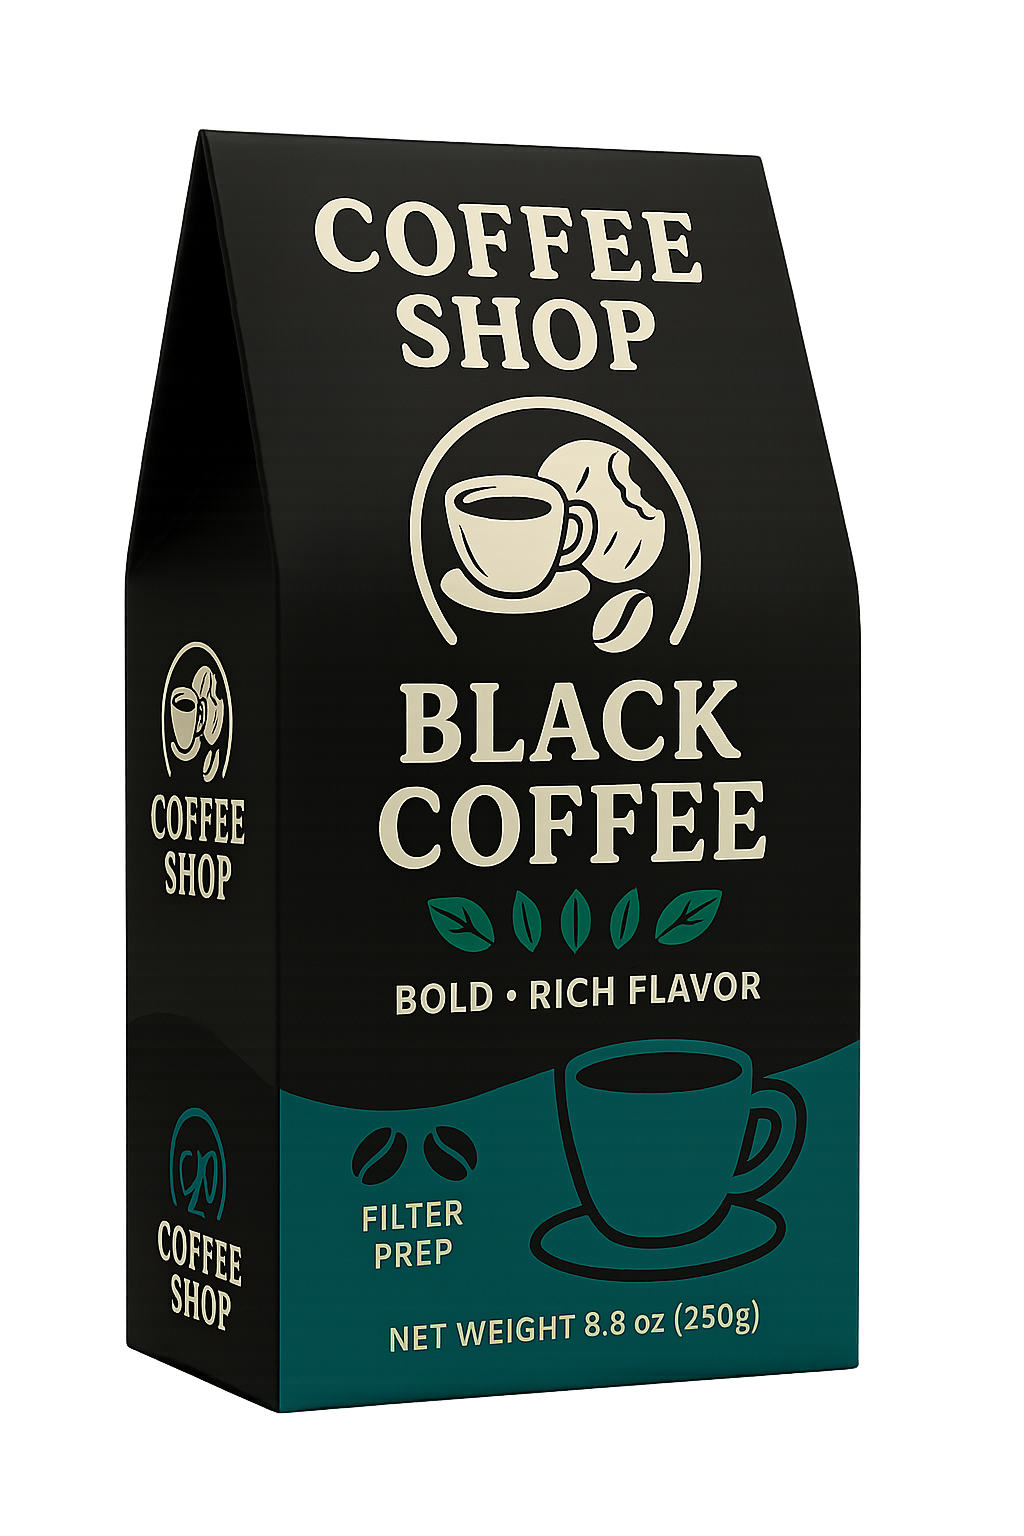 COFFEE
SHOP
BLACK
COFFEE
BOLD • RICH FLAVOR
FILTER
PREP
NET WEIGHT 8.8 oz (250g)
COFFEE
SHOP
COFFEE
SHOP